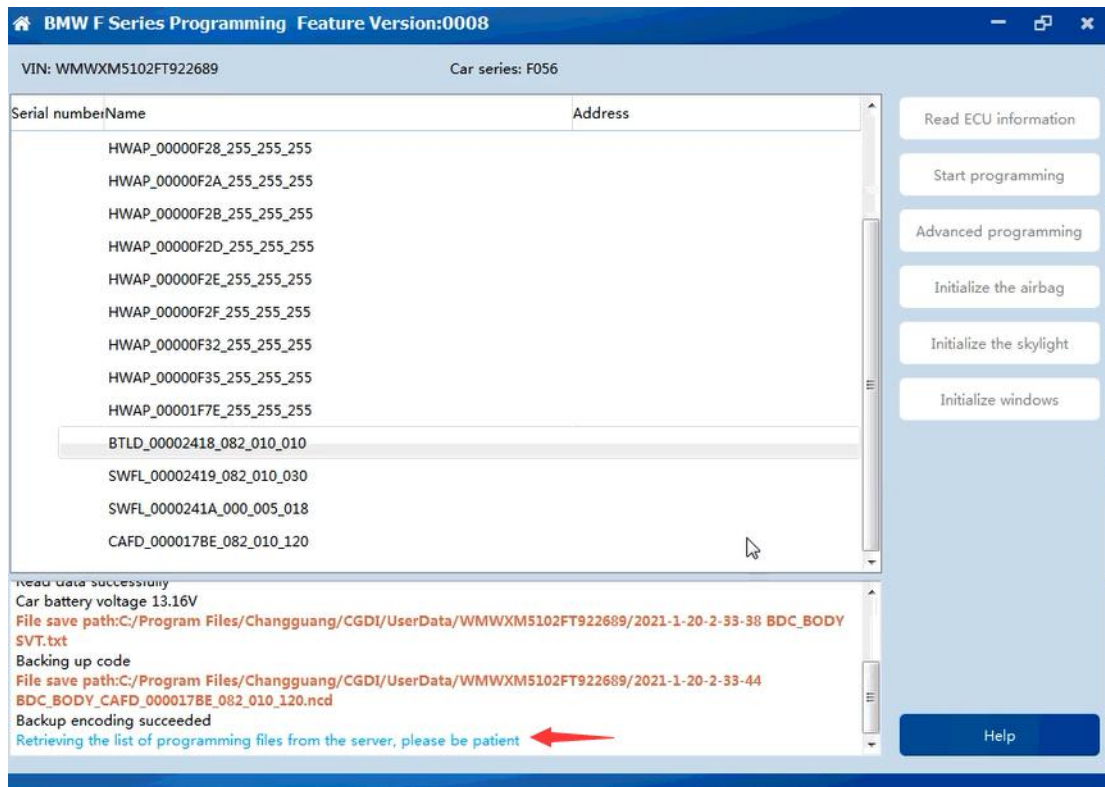 BMW F Series Programming Feature Version:0008
VIN: WMWXM5102FT922689 Car series: F056
Serial number Name Address
HWAP_00000F28_255_255_255
HWAP_00000F2A_255_255_255
HWAP_00000F2B_255_255_255
HWAP_00000F2D_255_255_255
HWAP_00000F2E_255_255_255
HWAP_00000F2F_255_255_255
HWAP_00000F32_255_255_255
HWAP_00000F35_255_255_255
HWAP_00001F7E_255_255_255
BTLD_00002418_082_010_010
SWFL_00002419_082_010_030
SWFL_0000241A_000_005_018
CAFD_000017BE_082_010_120
Read ECU information
Start programming
Advanced programming
Initialize the airbag
Initialize the skylight
Initialize windows
Read data successfully
Car battery voltage 13.16V
File save path:C:/Program Files/Changguang/CGDI/UserData/WMWXM5102FT922689/2021-1-20-2-33-38 BDC_BODY
SVT.txt
Backing up code
File save path:C:/Program Files/Changguang/CGDI/UserData/WMWXM5102FT922689/2021-1-20-2-33-44
BDC_BODY_CAFD_000017BE_082_010_120.ncd
Backup encoding succeeded
Retrieving the list of programming files from the server, please be patient
Help